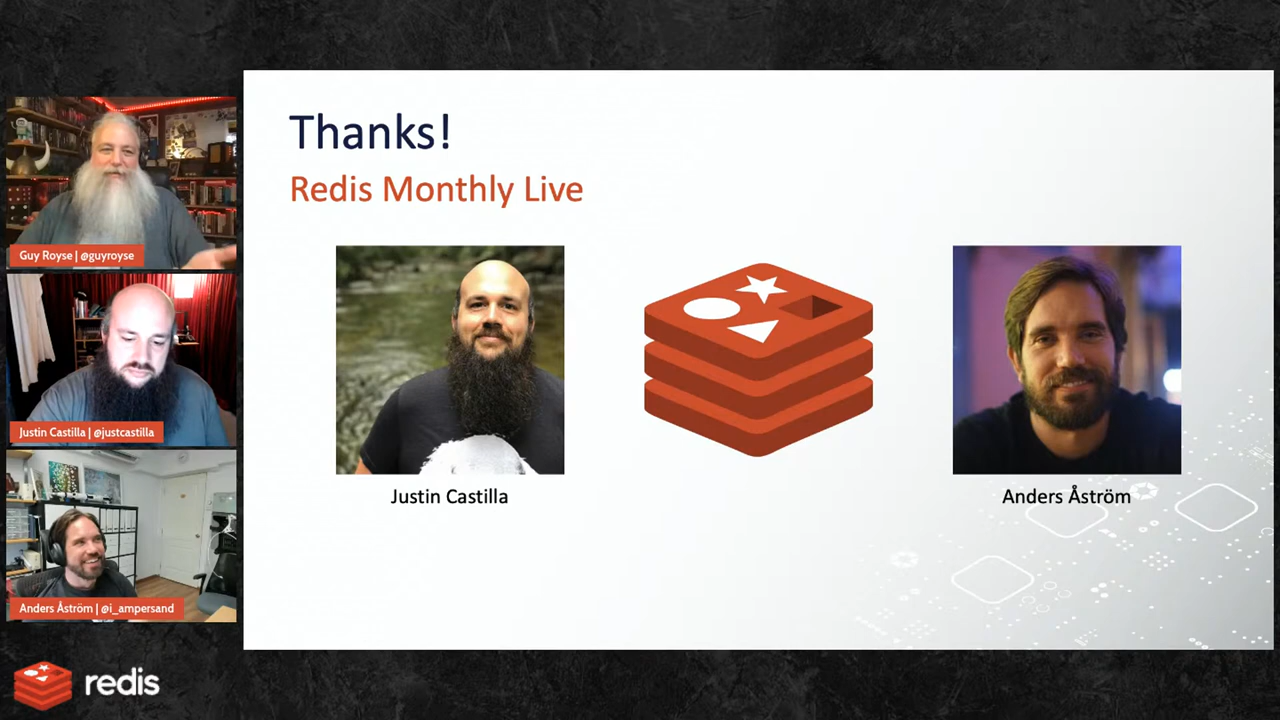 Thanks!
Redis Monthly Live
Guy Royse | @guyroyse
Justin Castilla | @justcastilla
Anders Åström | @i_ampersand
Justin Castilla
Anders Åström
redis